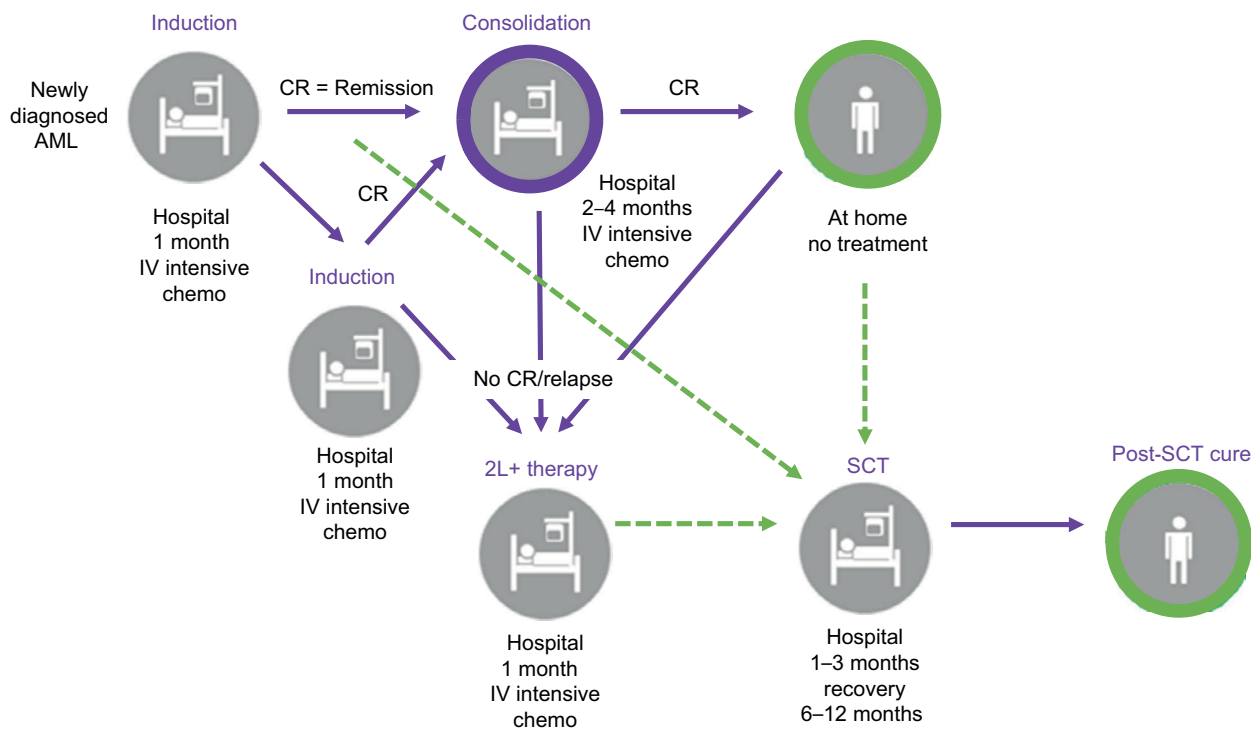 Induction
Consolidation
Newly
diagnosed
AML
CR = Remission
CR
CR
Hospital
1 month
IV intensive
chemo
Hospital
2–4 months
IV intensive
chemo
At home
no treatment
Induction
Hospital
1 month
IV intensive
chemo
No CR/relapse
2L+ therapy
SCT
Post-SCT cure
Hospital
1 month
IV intensive
chemo
Hospital
1–3 months
recovery
6–12 months